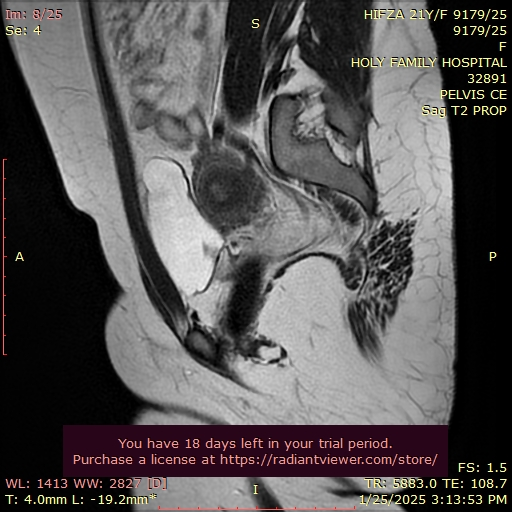 Im: 8/25
Se: 4
S
HIFZA 21Y/F 9179/25
9179/25
F
HOLY FAMILY HOSPITAL
32891
PELVIS CE
Sag T2 PROP
A
P
You have 18 days left in your trial period.
Purchase a license at https://radiantviewer.com/store/
WL: 1413 WW: 2827 [D]
T: 4.0mm L: -19.2mm*
I
FS: 1.5
TR: 5883.0 TE: 108.7
1/25/2025 3:13:53 PM